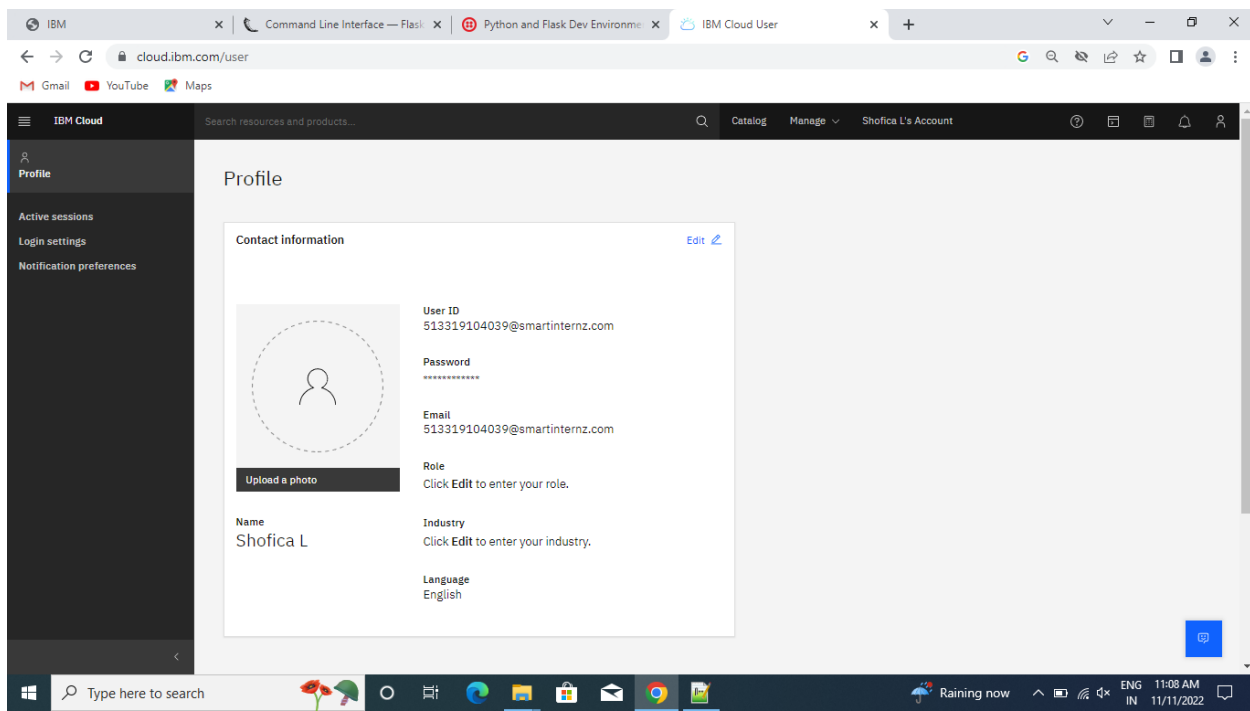 IBM
Command Line Interface — Flask
Python and Flask Dev Environme
IBM Cloud User
cloud.ibm.com/user
Gmail
YouTube
Maps
IBM Cloud
Search resources and products...
Catalog
Manage
Shofica L's Account
Profile
Active sessions
Login settings
Notification preferences
Profile
Contact information
Edit
User ID
513319104039@smartinternz.com
Password
************
Email
513319104039@smartinternz.com
Upload a photo
Role
Click Edit to enter your role.
Name
Shofica L
Industry
Click Edit to enter your industry.
Language
English
Type here to search
Raining now
ENG
IN
11:08 AM
11/11/2022